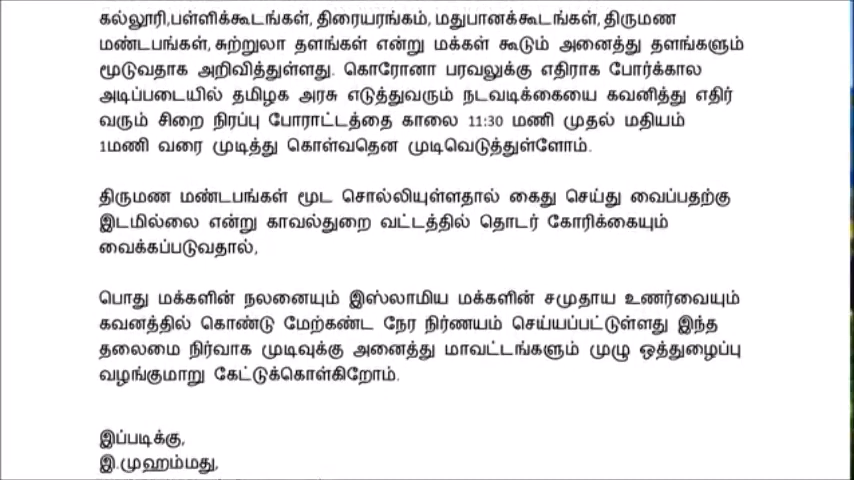 கல்லூரி,பள்ளிக்கூடங்கள், திரையரங்கம், மதுபானக்கூடங்கள், திருமண
மண்டபங்கள், சுற்றுலா தளங்கள் என்று மக்கள் கூடும் அனைத்து தளங்களும்
மூடுவதாக அறிவித்துள்ளது. கொரோனா பரவலுக்கு எதிராக போர்க்கால
அடிப்படையில் தமிழக அரசு எடுத்துவரும் நடவடிக்கையை கவனித்து எதிர்
வரும் சிறை நிரப்பு போராட்டத்தை காலை 11:30 மணி முதல் மதியம்
1மணி வரை முடித்து கொள்வதென முடிவெடுத்துள்ளோம்.
திருமண மண்டபங்கள் மூட சொல்லியுள்ளதால் கைது செய்து வைப்பதற்கு
இடமில்லை என்று காவல்துறை வட்டத்தில் தொடர் கோரிக்கையும்
வைக்கப்படுவதால்,
பொது மக்களின் நலனையும் இஸ்லாமிய மக்களின் சமுதாய உணர்வையும்
கவனத்தில் கொண்டு மேற்கண்ட நேர நிர்ணயம் செய்யப்பட்டுள்ளது இந்த
தலைமை நிர்வாக முடிவுக்கு அனைத்து மாவட்டங்களும் முழு ஒத்துழைப்பு
வழங்குமாறு கேட்டுக்கொள்கிறோம்.
இப்படிக்கு,
இ.முஹம்மது,